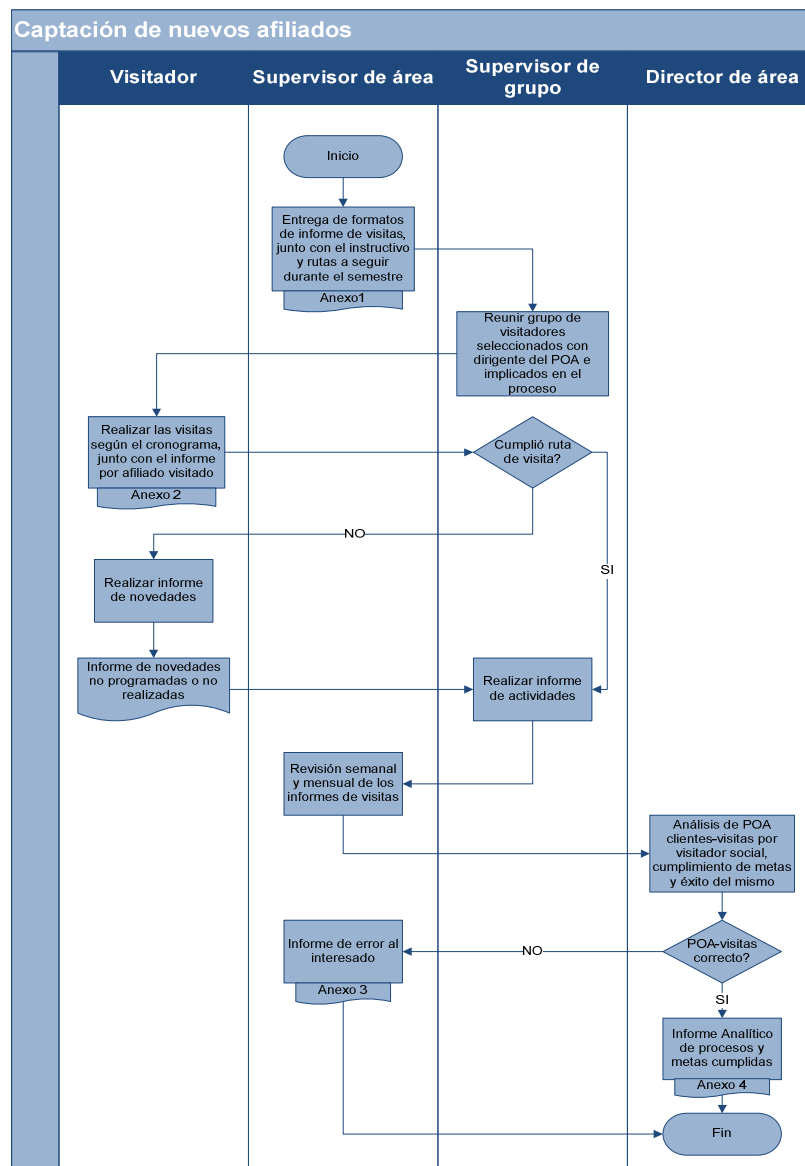 Captación de nuevos afiliados
Visitador
Supervisor de área
Supervisor de
grupo
Director de área
Inicio
Entrega de formatos
de informe de visitas,
junto con el instructivo
y rutas a seguir
durante el semestre
Anexo1
Reunir grupo de
visitadores
seleccionados con
dirigente del POA e
implicados en el
proceso
Realizar las visitas
según el cronograma,
junto con el informe
por afiliado visitado
Anexo 2
Cumplió ruta
de visita?
NO
SI
Realizar informe
de novedades
Informe de novedades
no programadas o no
realizadas
Realizar informe
de actividades
Revisión semanal
y mensual de los
informes de visitas
Análisis de POA
clientes-visitas por
visitador social,
cumplimiento de metas
y éxito del mismo
POA-visitas
correcto?
NO
Informe de error al
interesado
Anexo 3
SI
Informe Analítico
de procesos y
metas cumplidas
Anexo 4
Fin